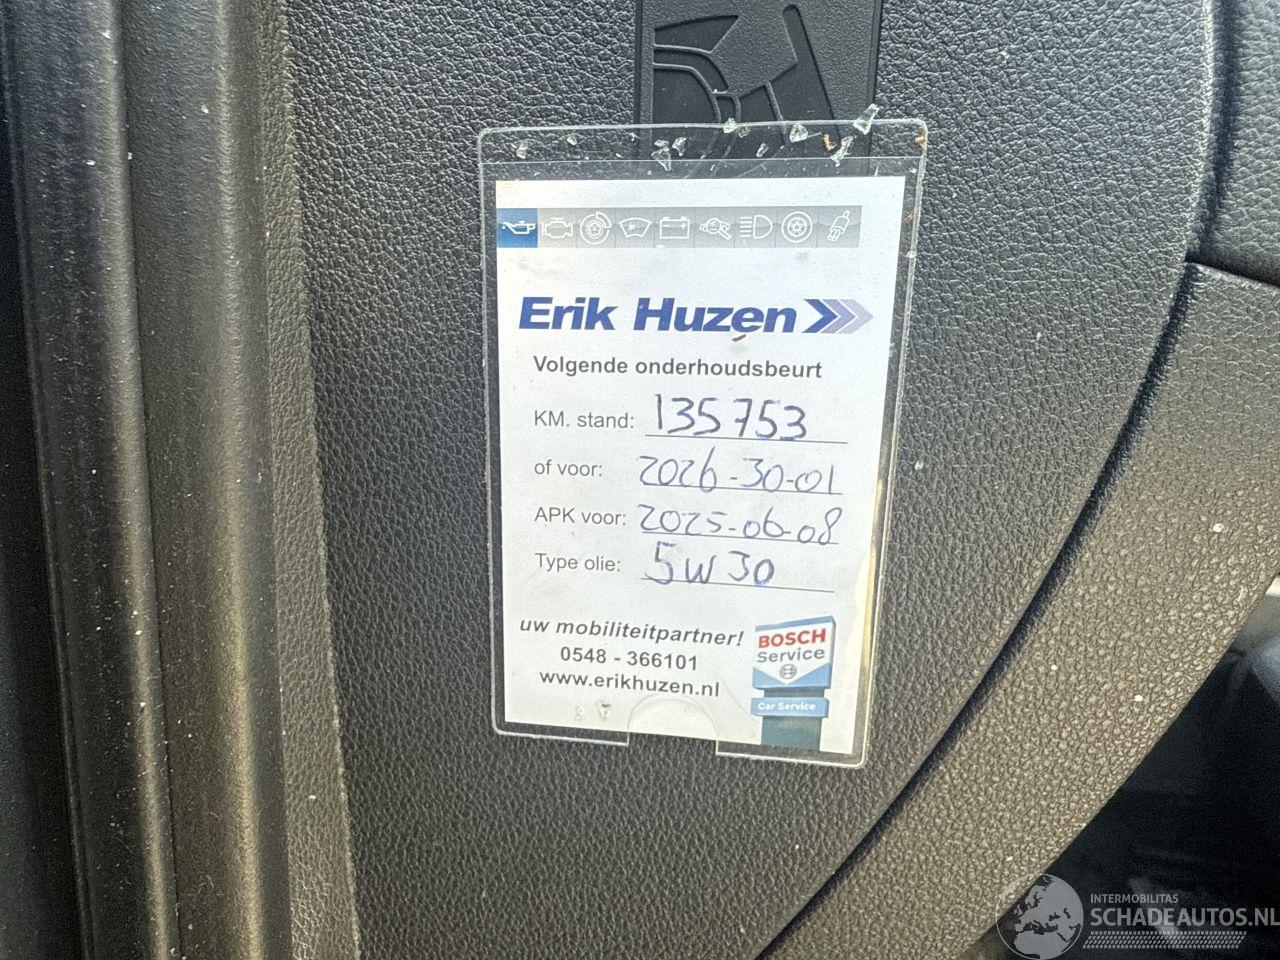 Erik Huzen
Volgende onderhoudsbeurt
KM. stand: 135753
of voor: 2026-30-01
APK voor: 2025-06-08
Type olie: 5W30
uw mobiliteitpartner!
0548 - 366101
www.erikhuzen.nl
BOSCH
Service
Car Service
INTERMOBILITAS
SCHADEAUTOS.NL